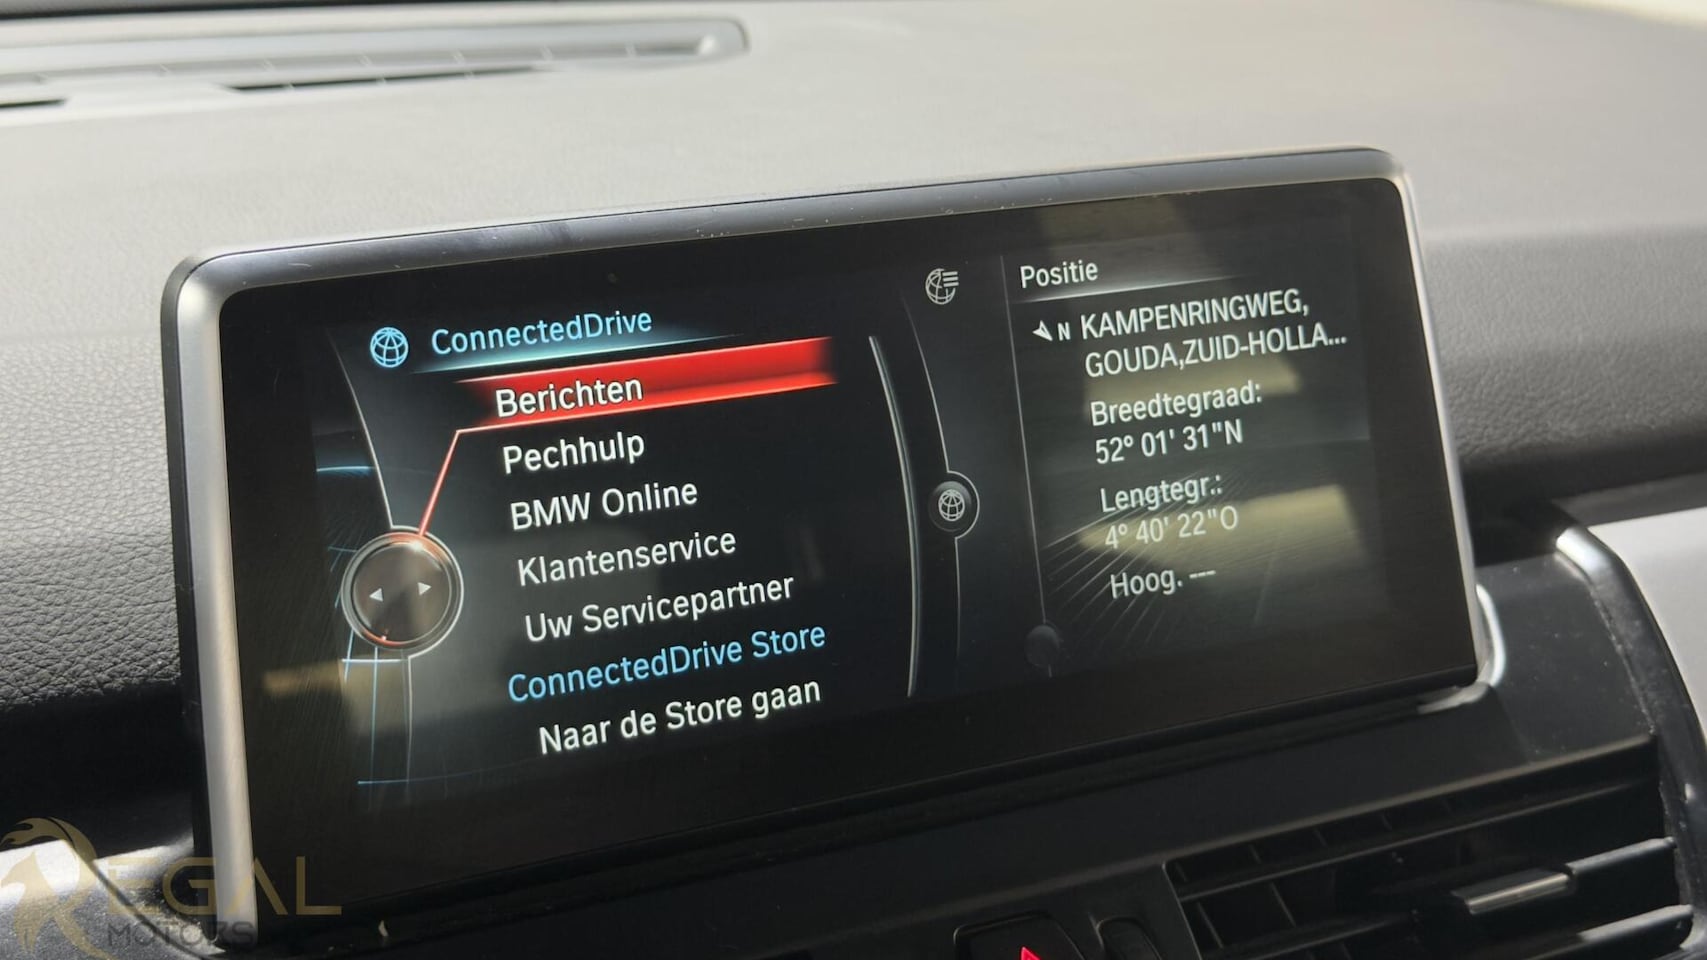 ConnectedDrive
Berichten
Pechhulp
BMW Online
Klantenservice
Uw Servicepartner
ConnectedDrive Store
Naar de Store gaan
Positie
N KAMPENRINGWEG,
GOUDA,ZUID-HOLLA...
Breedtegraad:
52° 01' 31"N
Lengtegr.:
4° 40' 22"O
Hoog. ---
REGAL
MOTORS